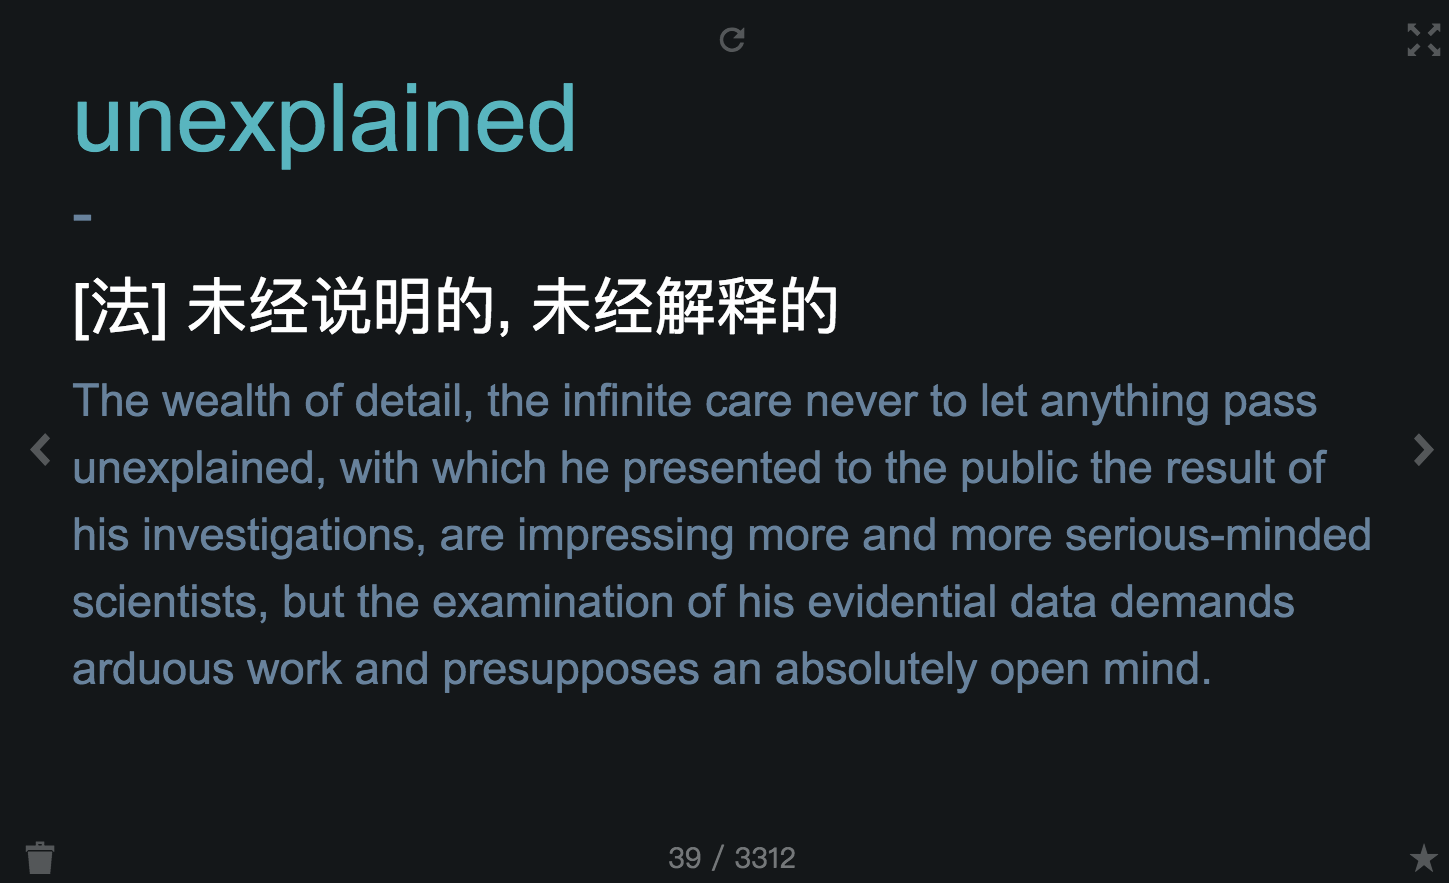 unexplained
-
[法] 未经说明的, 未经解释的
The wealth of detail, the infinite care never to let anything pass
unexplained, with which he presented to the public the result of
his investigations, are impressing more and more serious-minded
scientists, but the examination of his evidential data demands
arduous work and presupposes an absolutely open mind.
39 / 3312